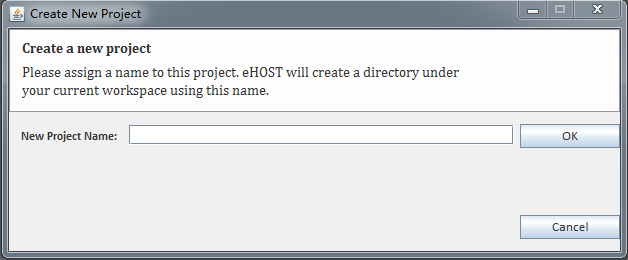 Create New Project
Create a new project
Please assign a name to this project. eHOST will create a directory under
your current workspace using this name.
New Project Name:
OK
Cancel